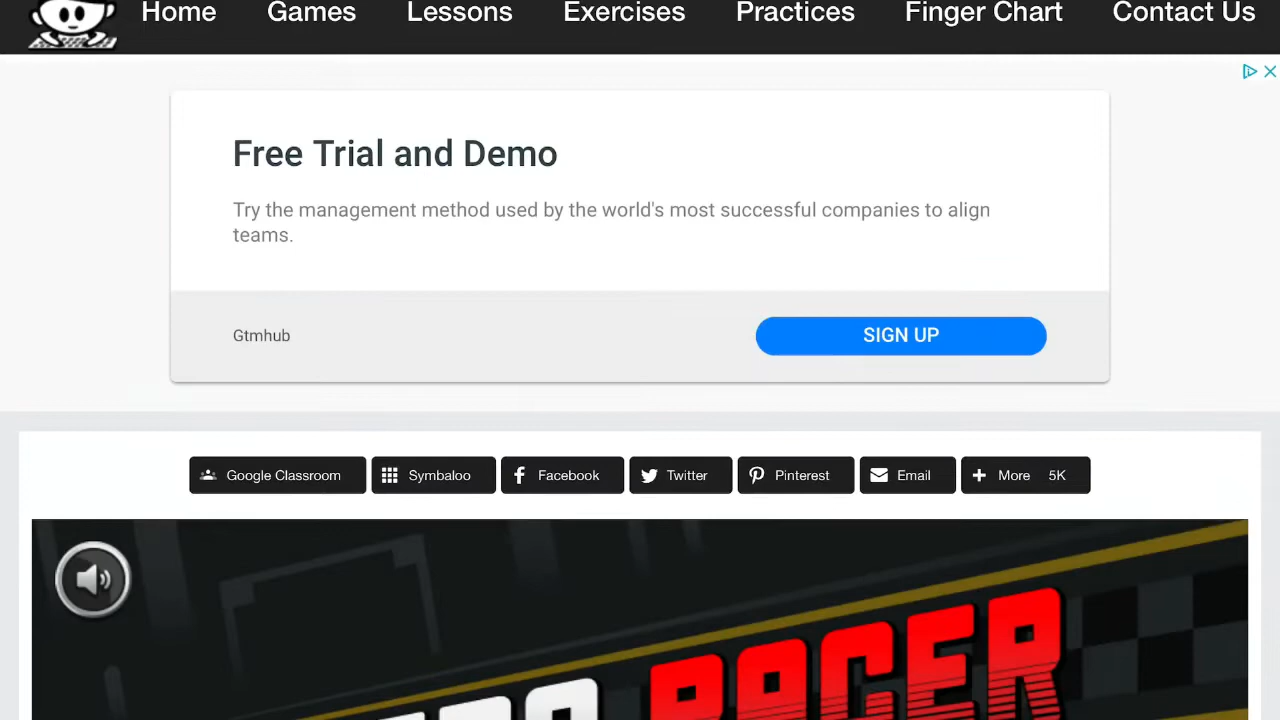 Home Games Lessons Exercises Practices Finger Chart Contact Us
Free Trial and Demo
Try the management method used by the world's most successful companies to align
teams.
Gtmhub SIGN UP
Google Classroom Symbaloo Facebook Twitter Pinterest Email More 5K
RACER